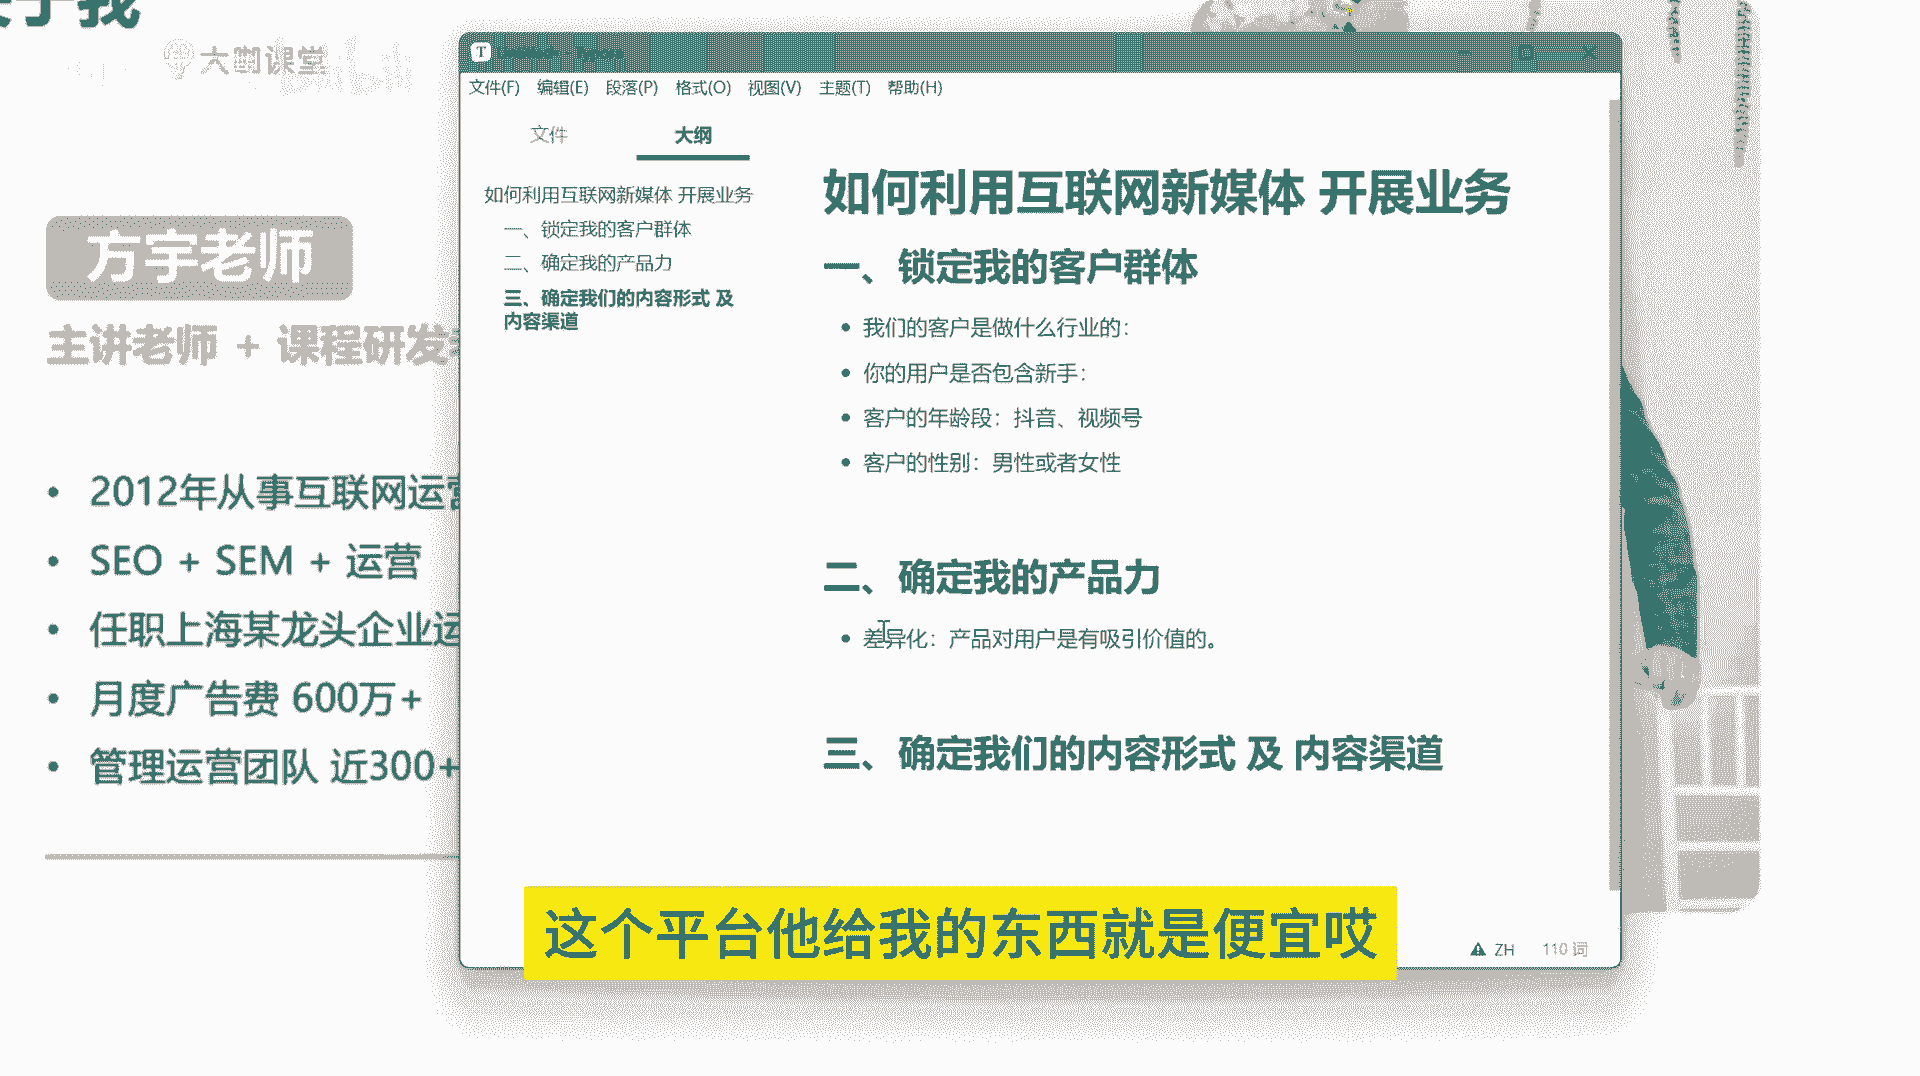 大咖课堂
方宇老师
主讲老师 + 课程研发
2012年从事互联网运营
SEO + SEM + 运营
任职上海某龙头企业运
月度广告费 600万+
管理运营团队 近300+
文件(F) 编辑(E) 段落(P) 格式(O) 视图(V) 主题(T) 帮助(H)
文件 大纲
如何利用互联网新媒体 开展业务
一、锁定我的客户群体
二、确定我的产品力
三、确定我们的内容形式 及
内容渠道
如何利用互联网新媒体 开展业务
一、锁定我的客户群体
我们的客户是做什么行业的:
你的用户是否包含新手:
客户的年龄段: 抖音、视频号
客户的性别: 男性或者女性
二、确定我的产品力
差异化: 产品对用户是有吸引价值的。
三、确定我们的内容形式 及 内容渠道
这个平台他给我的东西就是便宜哎
ZH 110 词